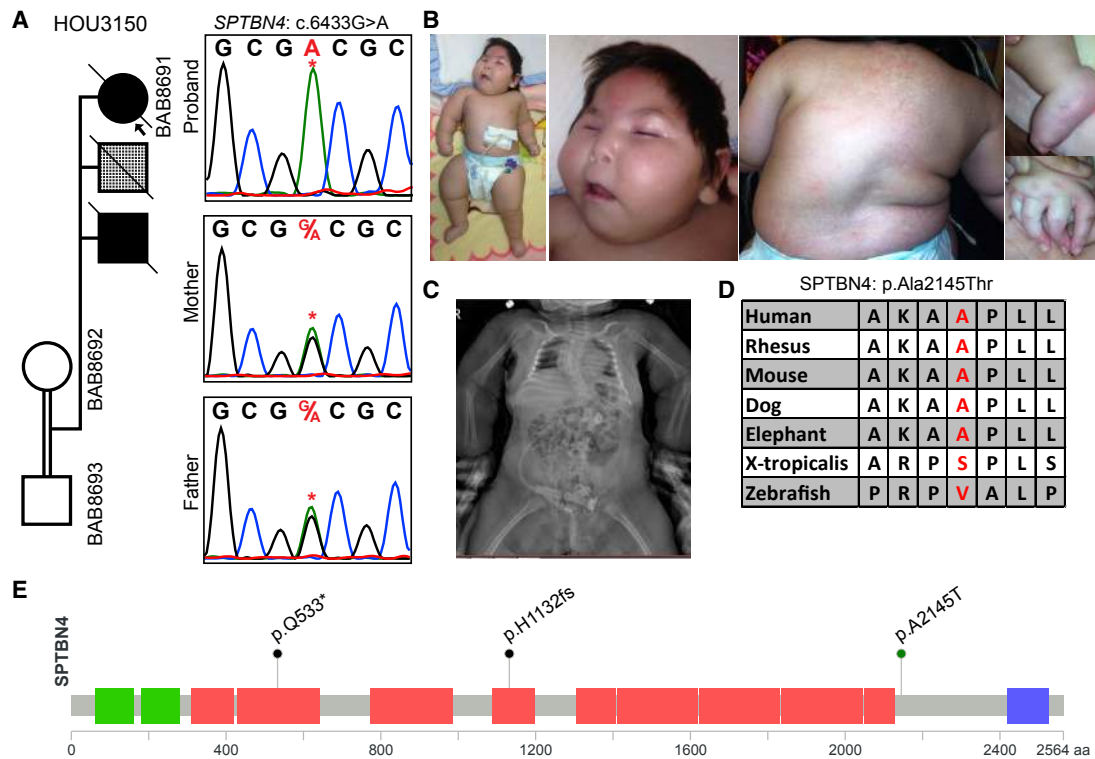 A
HOU3150
BAB8691
BAB8692
BAB8693
SPTBN4: c.6433G>A
Proband
G C G A C G C
*
Mother
G C G G/A C G C
*
Father
G C G G/A C G C
*
B
C
R
D
SPTBN4: p.Ala2145Thr
Human A K A A P L L
Rhesus A K A A P L L
Mouse A K A A P L L
Dog A K A A P L L
Elephant A K A A P L L
X-tropicalis A R P S P L S
Zebrafish P R P V A L P
E
SPTBN4
p.Q533*
p.H1132fs
p.A2145T
0 400 800 1200 1600 2000 2400 2564 aa